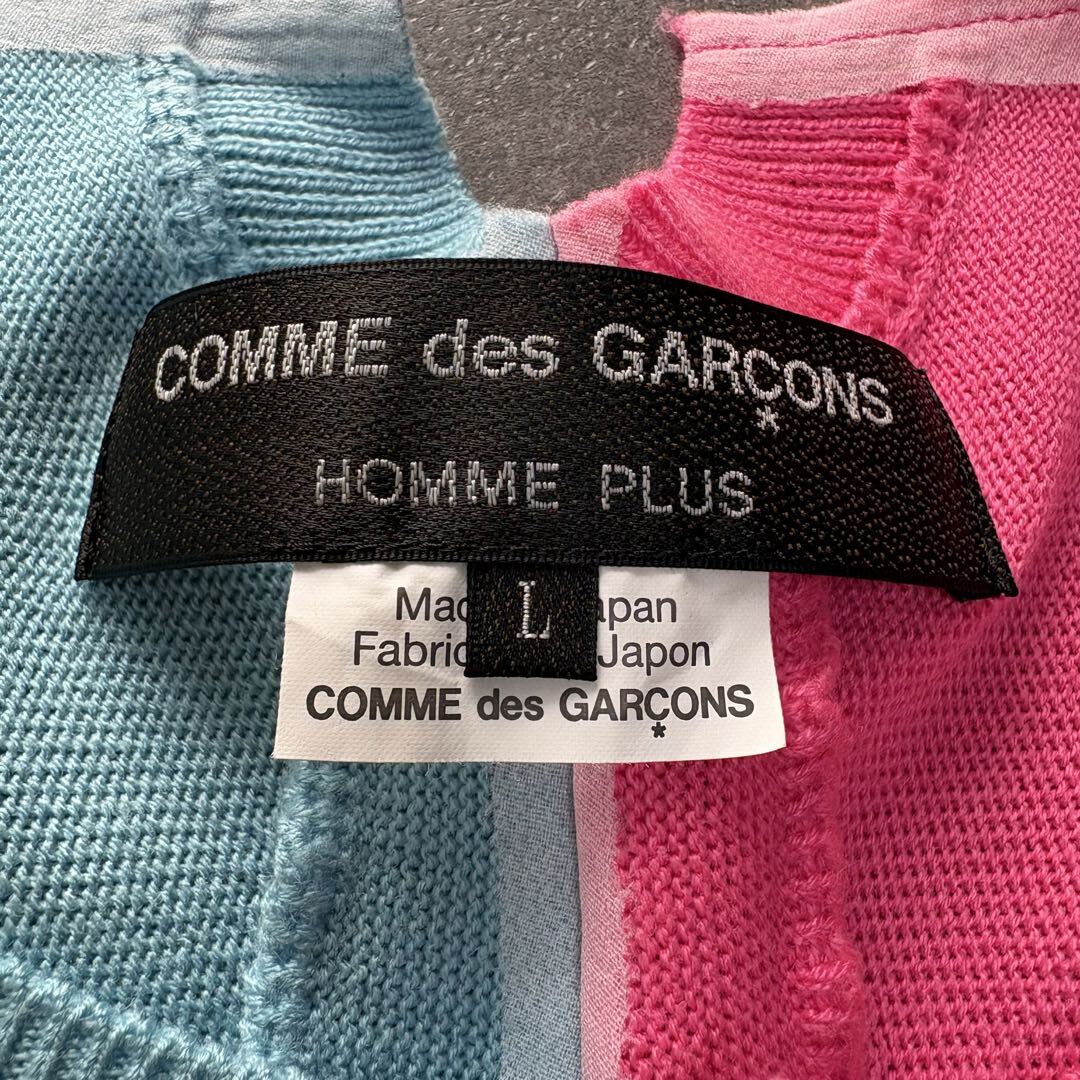 COMME des GARÇONS
*
HOMME PLUS
L
Mad apan
Fabric Japon
COMME des GARÇONS
*